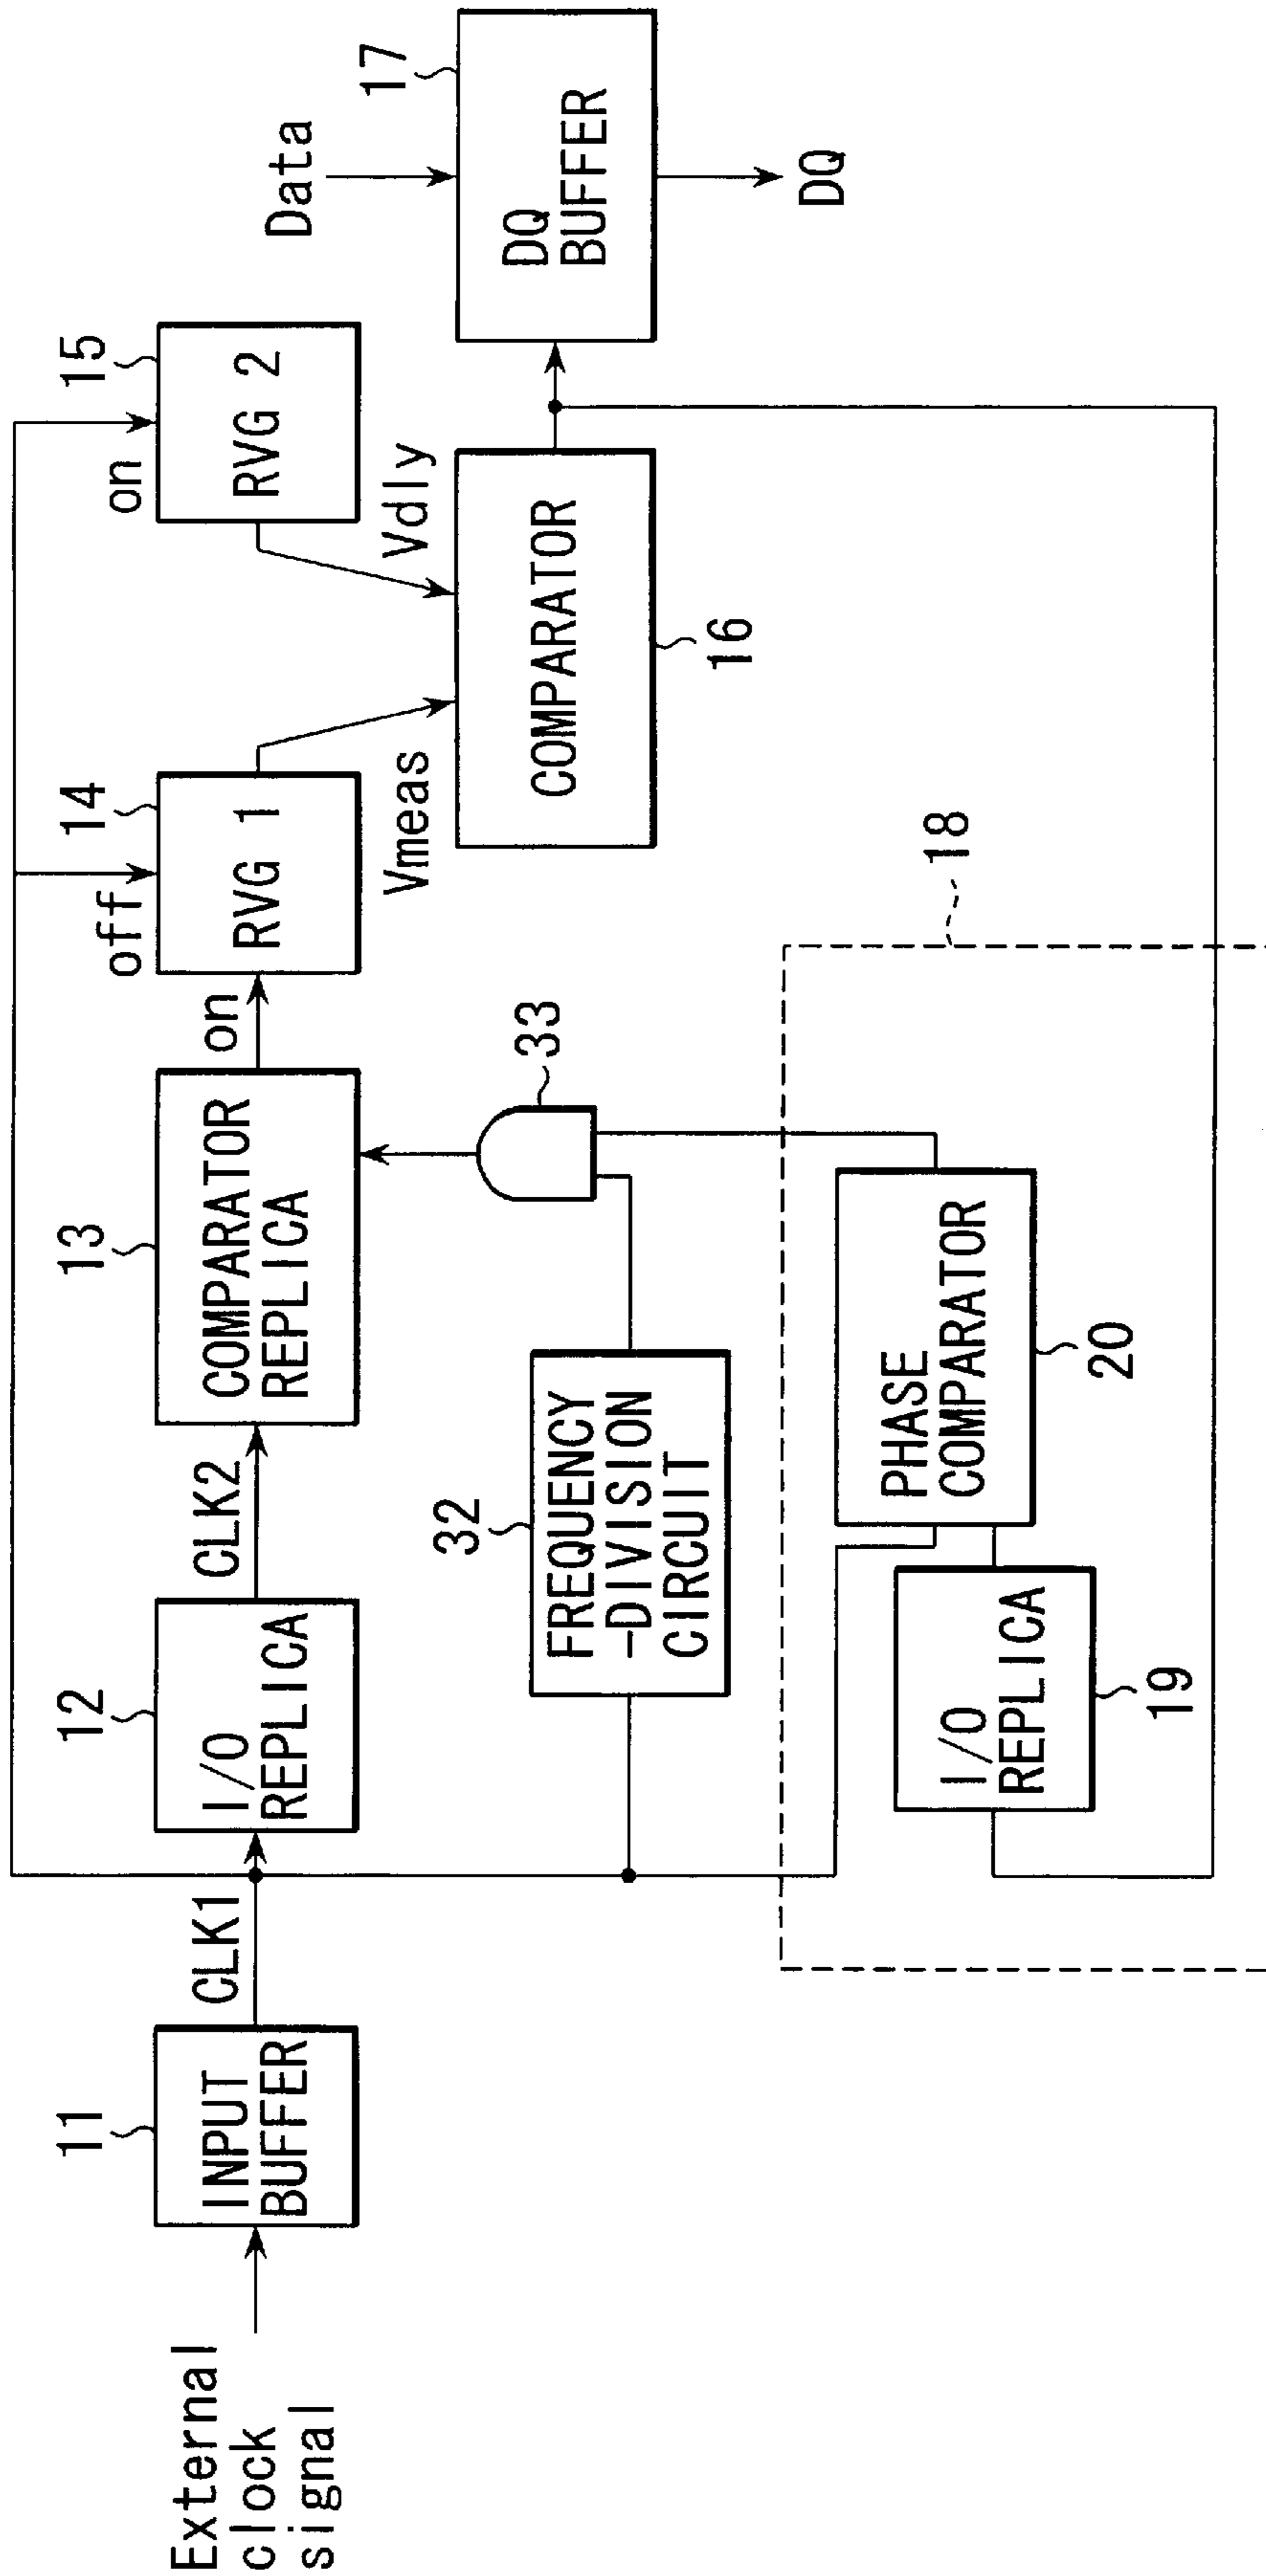 External
clock
signal
11
INPUT
BUFFER
CLK1
12
I/O
REPLICA
CLK2
13
COMPARATOR
REPLICA
on
off
14
RVG 1
on
15
RVG 2
Vmeas
Vdly
COMPARATOR
16
Data
17
DQ
BUFFER
DQ
32
FREQUENCY
-DIVISION
CIRCUIT
33
18
I/O
REPLICA
19
PHASE
COMPARATOR
20